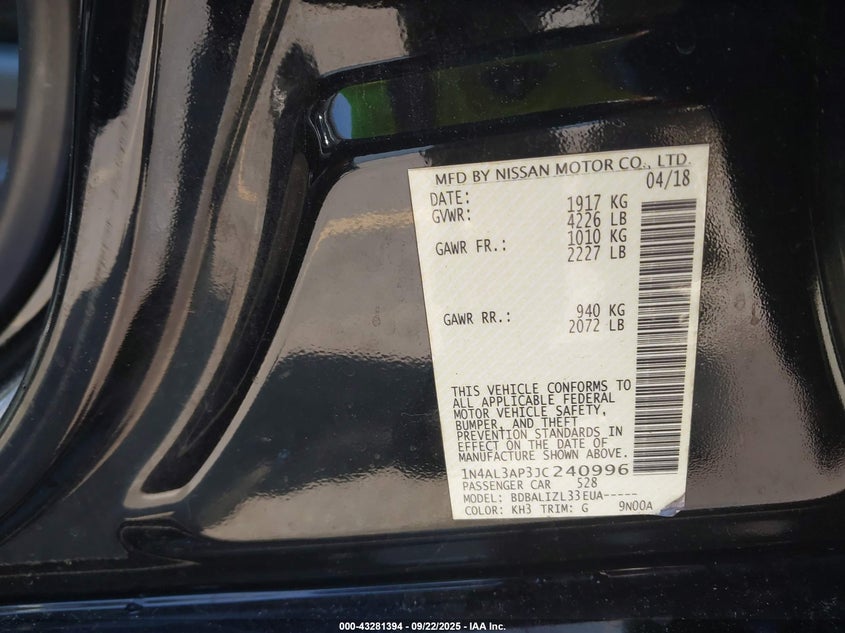 MFD BY NISSAN MOTOR CO., LTD.
DATE: 04/18
GVWR: 1917 KG
4226 LB
GAWR FR.: 1010 KG
2227 LB
GAWR RR.: 940 KG
2072 LB
THIS VEHICLE CONFORMS TO
ALL APPLICABLE FEDERAL
MOTOR VEHICLE SAFETY,
BUMPER, AND THEFT
PREVENTION STANDARDS IN
EFFECT ON THE DATE OF
MANUFACTURE SHOWN ABOVE.
1N4AL3AP3JC240996
PASSENGER CAR 528
MODEL: BDBALIZL33EUA-----
COLOR: KH3 TRIM: G 9N00A
000-43281394 - 09/22/2025 - IAA Inc.